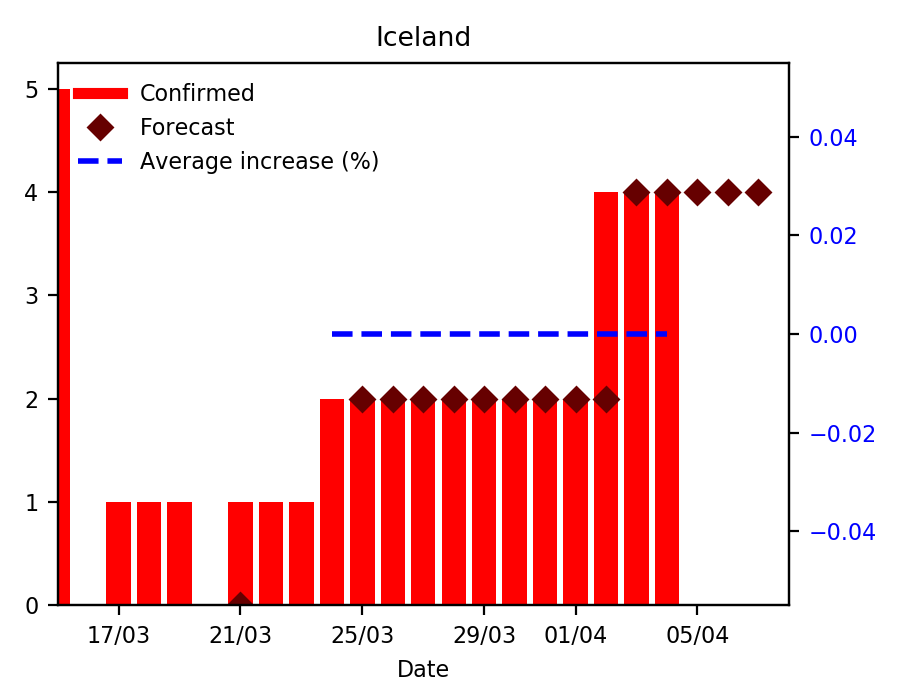 Iceland
Confirmed
Forecast
Average increase (%)
5
4
3
2
1
0
0.04
0.02
0.00
−0.02
−0.04
17/03 21/03 25/03 29/03 01/04 05/04
Date